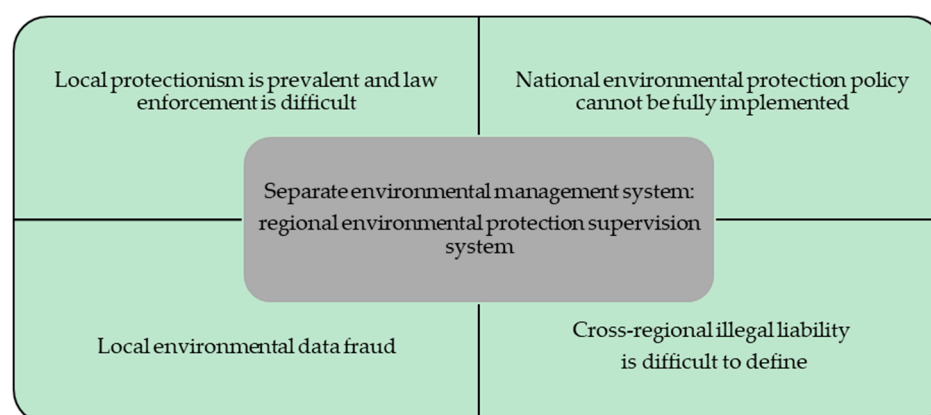 Local protectionism is prevalent and law
enforcement is difficult
National environmental protection policy
cannot be fully implemented
Separate environmental management system:
regional environmental protection supervision
system
Local environmental data fraud
Cross-regional illegal liability
is difficult to define